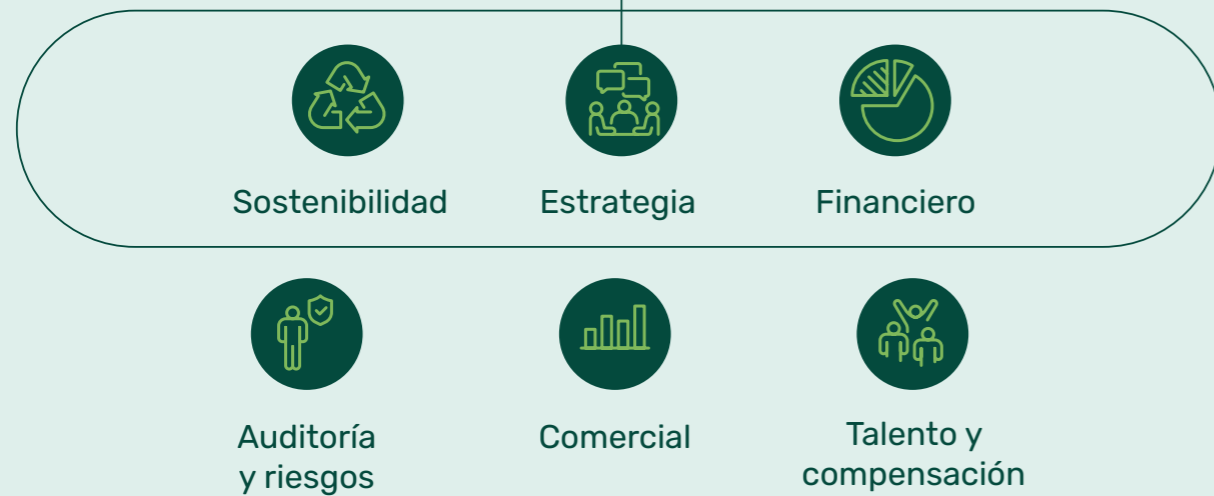 Sostenibilidad
Estrategia
Financiero
Auditoría
y riesgos
Comercial
Talento y
compensación